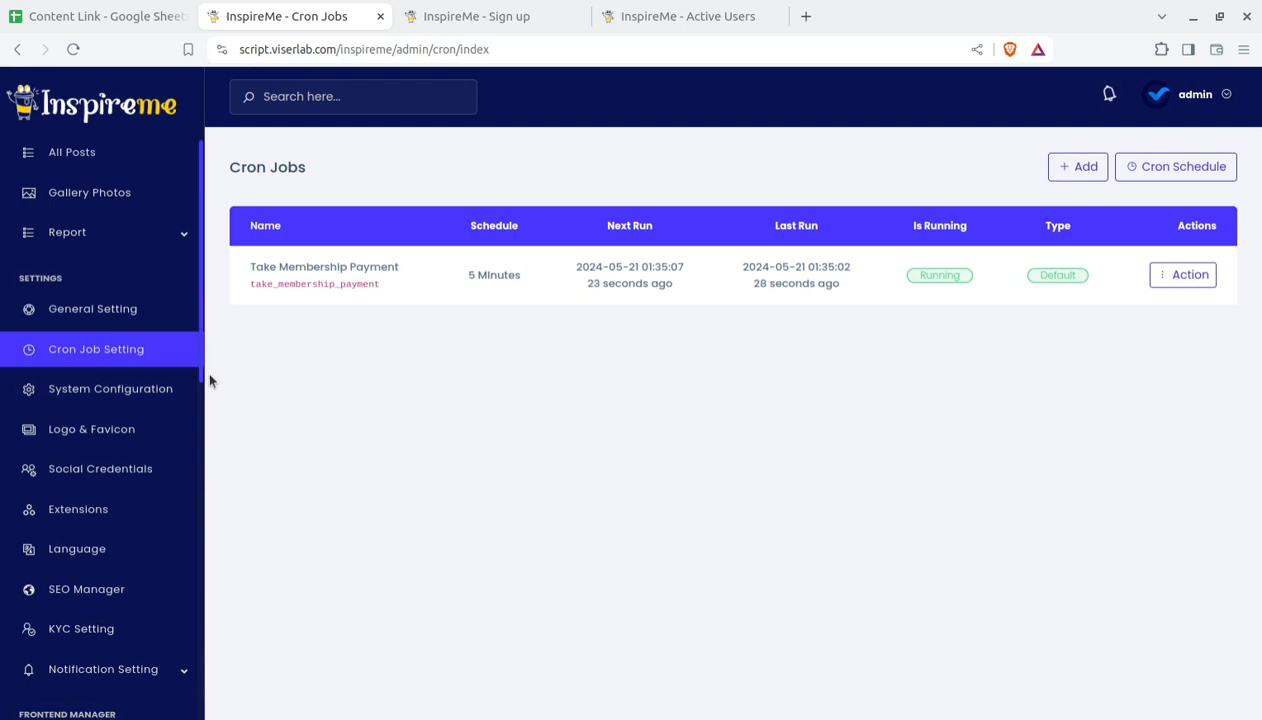 Content Link - Google Sheet
InspireMe - Cron Jobs
InspireMe - Sign up
InspireMe - Active Users
script.viserlab.com/inspireme/admin/cron/index
Inspireme
Search here...
admin
All Posts
Gallery Photos
Report
SETTINGS
General Setting
Cron Job Setting
System Configuration
Logo & Favicon
Social Credentials
Extensions
Language
SEO Manager
KYC Setting
Notification Setting
FRONTEND MANAGER
Cron Jobs
+ Add
Cron Schedule
Name Schedule Next Run Last Run Is Running Type Actions
Take Membership Payment 5 Minutes 2024-05-21 01:35:07 2024-05-21 01:35:02 Running Default Action
take_membership_payment 23 seconds ago 28 seconds ago